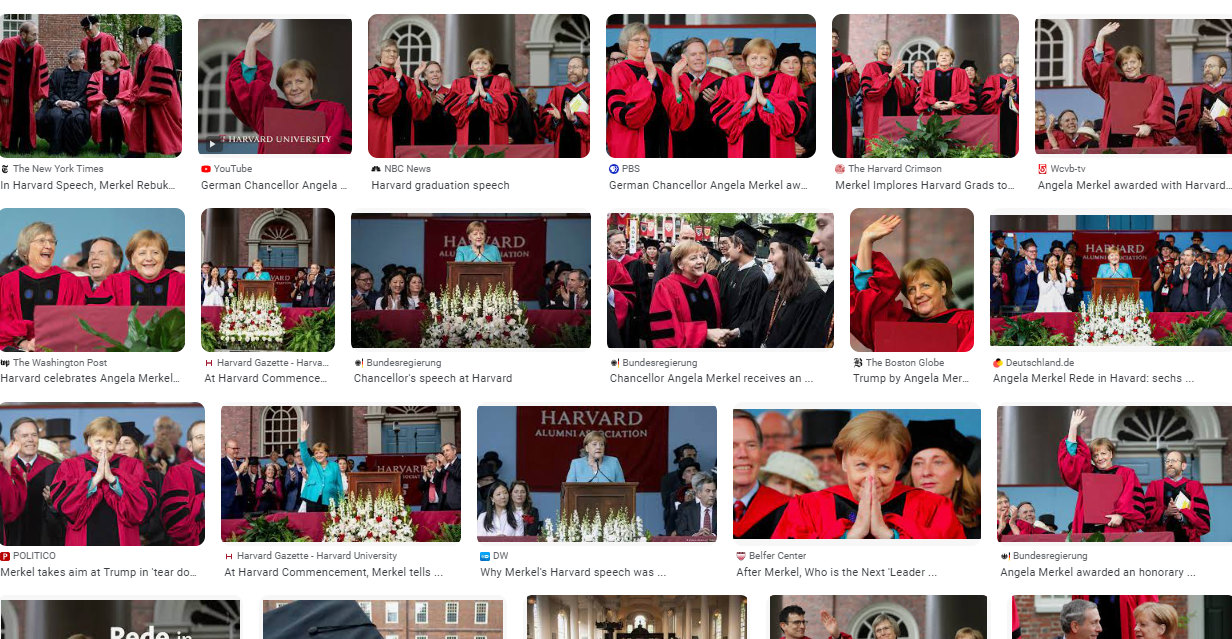 The New York Times
In Harvard Speech, Merkel Rebuk...
HARVARD UNIVERSITY
YouTube
German Chancellor Angela ...
NBC News
Harvard graduation speech
PBS
German Chancellor Angela Merkel aw...
The Harvard Crimson
Merkel Implores Harvard Grads to...
Wcvb-tv
Angela Merkel awarded with Harvard...
The Washington Post
Harvard celebrates Angela Merkel...
Harvard Gazette - Harva...
At Harvard Commence...
HARVARD
ALUMNI ASSOCIATION
Bundesregierung
Chancellor's speech at Harvard
Bundesregierung
Chancellor Angela Merkel receives an ...
The Boston Globe
Trump by Angela Mer...
HARVARD
Deutschland.de
Angela Merkel Rede in Havard: sechs ...
POLITICO
Merkel takes aim at Trump in 'tear do...
HARVARD
Harvard Gazette - Harvard University
At Harvard Commencement, Merkel tells ...
HARVARD
ALUMNI ASSOCIATION
DW
Why Merkel's Harvard speech was ...
Belfer Center
After Merkel, Who is the Next 'Leader ...
Bundesregierung
Angela Merkel awarded an honorary ...
Rede in